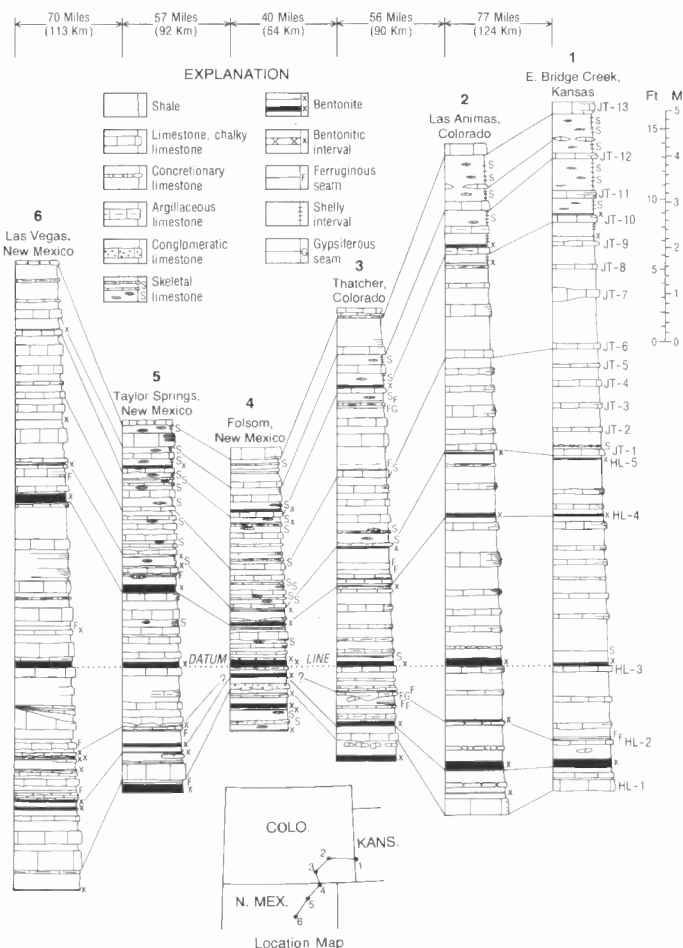 70 Miles
(113 Km)
57 Miles
(92 Km)
40 Miles
(64 Km)
56 Miles
(90 Km)
77 Miles
(124 Km)
EXPLANATION
Shale
Limestone, chalky
limestone
Concretionary
limestone
Argillaceous
limestone
Conglomeratic
limestone
Skeletal
limestone
Bentonite
Bentonitic
interval
Ferruginous
seam
Shelly
interval
Gypsiferous
seam
1
E. Bridge Creek,
Kansas
2
Las Animas,
Colorado
3
Thatcher,
Colorado
4
Folsom,
New Mexico
5
Taylor Springs,
New Mexico
6
Las Vegas,
New Mexico
Ft M
15
10
5
0
5
4
3
2
1
0
JT-13
JT-12
JT-11
JT-10
JT-9
JT-8
JT-7
JT-6
JT-5
JT-4
JT-3
JT-2
JT-1
HL-5
HL-4
HL-3
HL-2
HL-1
DATUM LINE
? ?
COLO.
KANS.
N. MEX.
1
2
3
4
5
6
Location Map